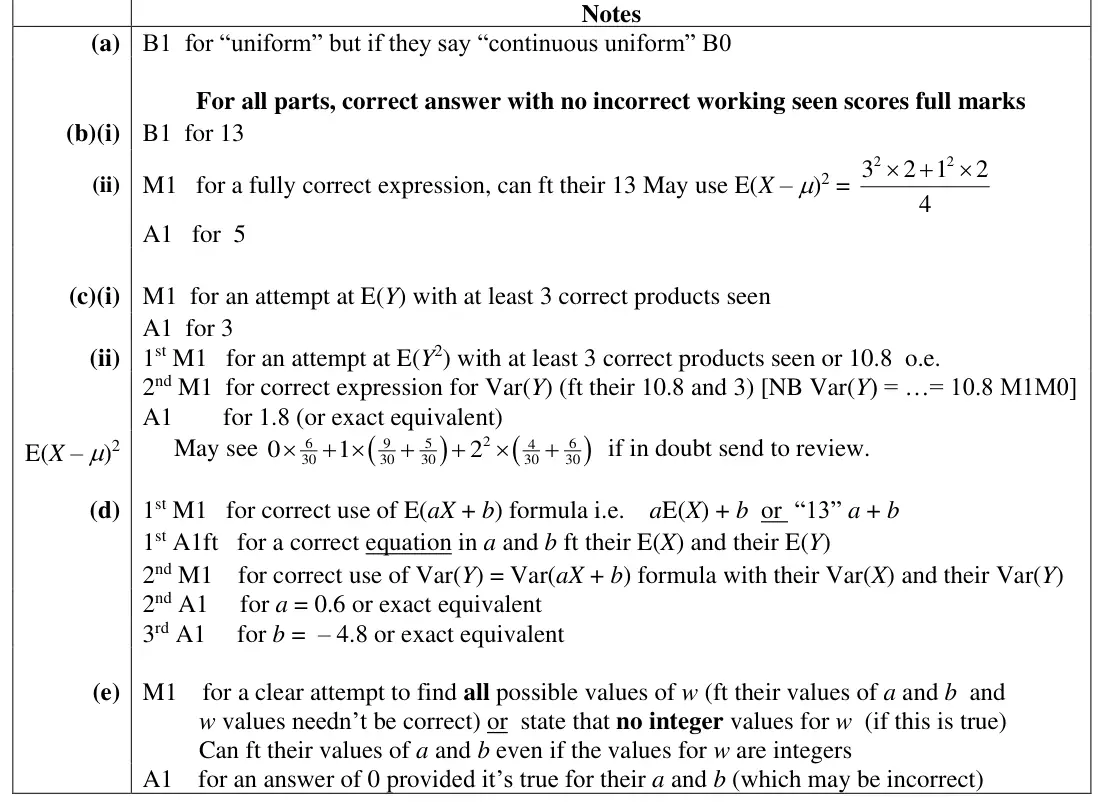 Notes
(a) B1 for “uniform” but if they say “continuous uniform” B0
For all parts, correct answer with no incorrect working seen scores full marks
(b)(i) B1 for 13
(ii) M1 for a fully correct expression, can ft their 13 May use E(X – μ)² = (3² × 2 + 1² × 2)/4
A1 for 5
(c)(i) M1 for an attempt at E(Y) with at least 3 correct products seen
A1 for 3
(ii) 1st M1 for an attempt at E(Y²) with at least 3 correct products seen or 10.8 o.e.
2nd M1 for correct expression for Var(Y) (ft their 10.8 and 3) [NB Var(Y) = …= 10.8 M1M0]
A1 for 1.8 (or exact equivalent)
E(X – μ)² May see 0× 6/30 +1×(9/30 + 5/30) + 2² ×(4/30 + 6/30) if in doubt send to review.
(d) 1st M1 for correct use of E(aX + b) formula i.e. aE(X) + b or “13” a + b
1st A1ft for a correct equation in a and b ft their E(X) and their E(Y)
2nd M1 for correct use of Var(Y) = Var(aX + b) formula with their Var(X) and their Var(Y)
2nd A1 for a = 0.6 or exact equivalent
3rd A1 for b = – 4.8 or exact equivalent
(e) M1 for a clear attempt to find all possible values of w (ft their values of a and b and
w values needn’t be correct) or state that no integer values for w (if this is true)
Can ft their values of a and b even if the values for w are integers
A1 for an answer of 0 provided it’s true for their a and b (which may be incorrect)